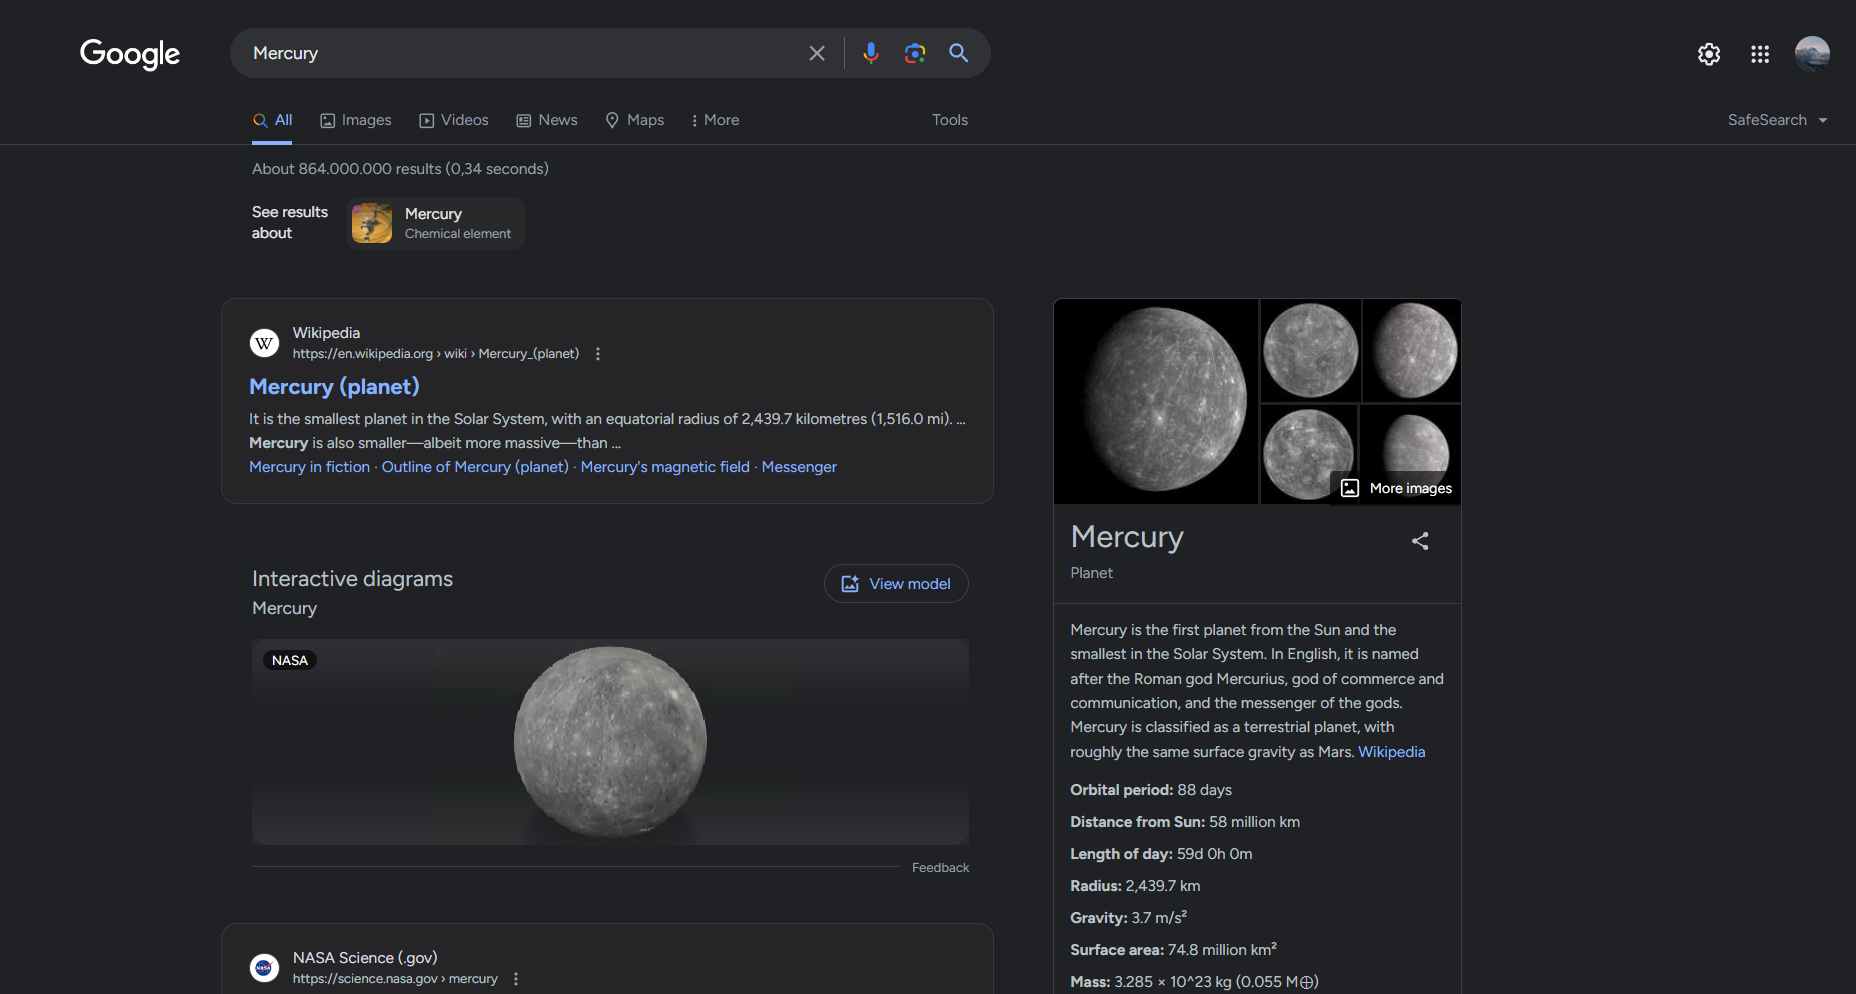 Google
Mercury
All
Images
Videos
News
Maps
More
Tools
SafeSearch
About 864.000.000 results (0,34 seconds)
See results
about
Mercury
Chemical element
W
Wikipedia
https://en.wikipedia.org › wiki › Mercury_(planet)
Mercury (planet)
It is the smallest planet in the Solar System, with an equatorial radius of 2,439.7 kilometres (1,516.0 mi). ...
Mercury is also smaller—albeit more massive—than ...
Mercury in fiction · Outline of Mercury (planet) · Mercury's magnetic field · Messenger
Interactive diagrams
Mercury
View model
NASA
Feedback
NASA
NASA Science (.gov)
https://science.nasa.gov › mercury
More images
Mercury
Planet
Mercury is the first planet from the Sun and the
smallest in the Solar System. In English, it is named
after the Roman god Mercurius, god of commerce and
communication, and the messenger of the gods.
Mercury is classified as a terrestrial planet, with
roughly the same surface gravity as Mars. Wikipedia
Orbital period: 88 days
Distance from Sun: 58 million km
Length of day: 59d 0h 0m
Radius: 2,439.7 km
Gravity: 3.7 m/s²
Surface area: 74.8 million km²
Mass: 3.285 × 10^23 kg (0.055 M⊕)